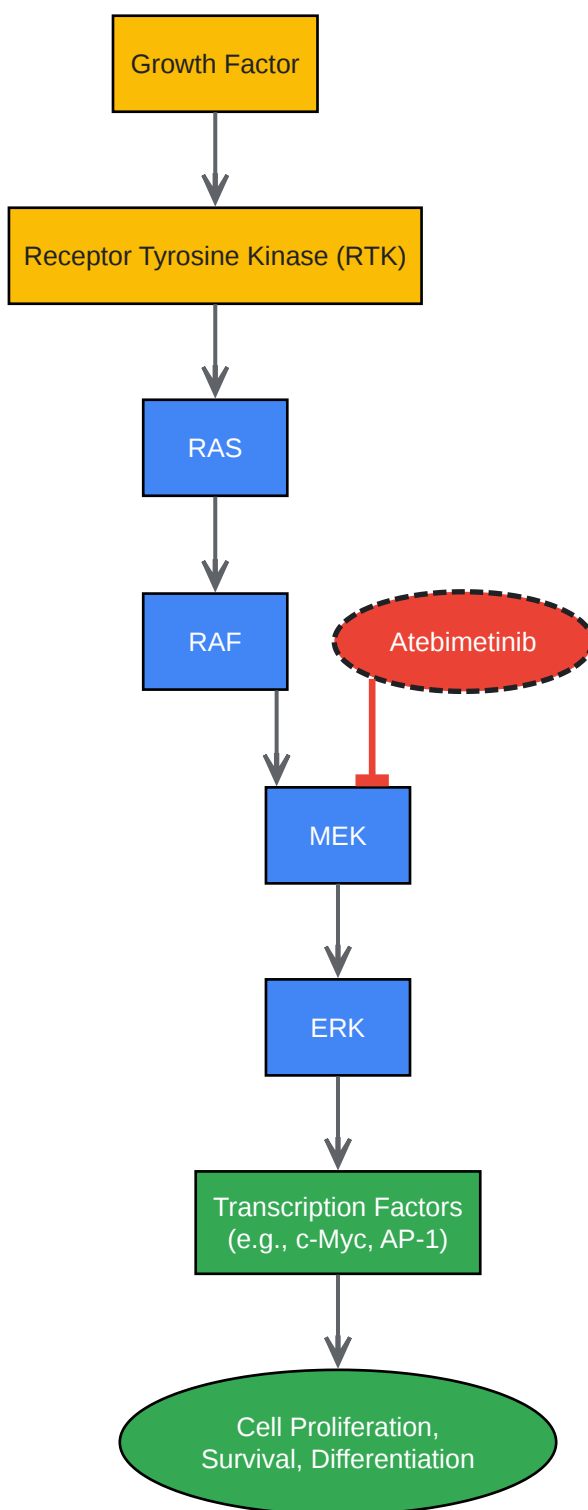 Growth Factor
Receptor Tyrosine Kinase (RTK)
RAS
RAF
Atebimetinib
MEK
ERK
Transcription Factors
(e.g., c-Myc, AP-1)
Cell Proliferation,
Survival, Differentiation